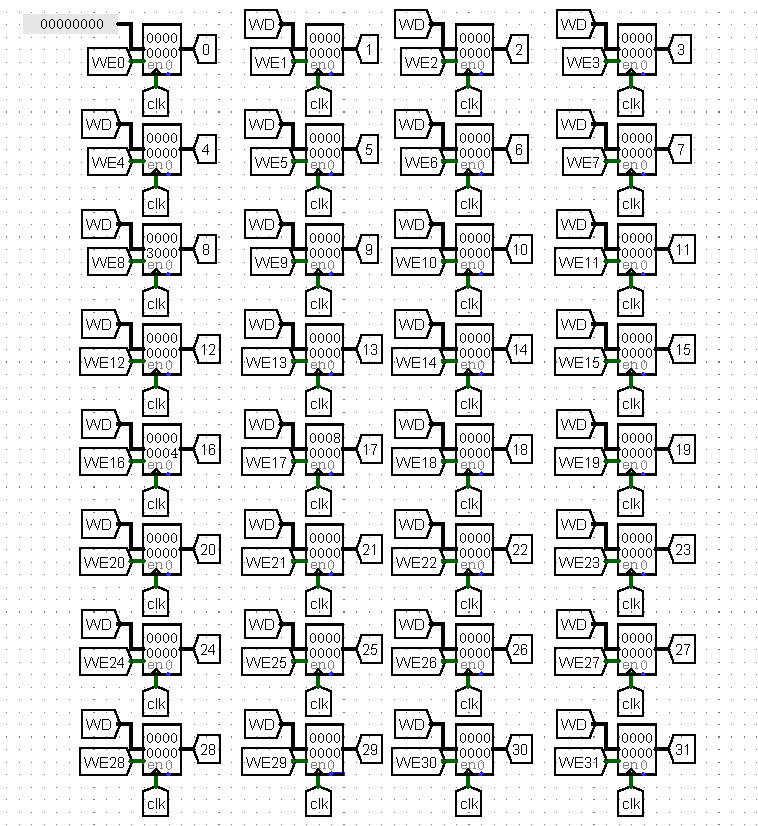 00000000 0000 0000 en0 WE0 clk 0
WD WE1 0000 0000 en0 clk 1
WD WE2 0000 0000 en0 clk 2
WD WE3 0000 0000 en0 clk 3
WD WE4 0000 0000 en0 clk 4
WD WE5 0000 0000 en0 clk 5
WD WE6 0000 0000 en0 clk 6
WD WE7 0000 0000 en0 clk 7
WD WE8 0000 3000 en0 clk 8
WD WE9 0000 0000 en0 clk 9
WD WE10 0000 0000 en0 clk 10
WD WE11 0000 0000 en0 clk 11
WD WE12 0000 0000 en0 clk 12
WD WE13 0000 0000 en0 clk 13
WD WE14 0000 0000 en0 clk 14
WD WE15 0000 0000 en0 clk 15
WD WE16 0000 0004 en0 clk 16
WD WE17 0008 0000 en0 clk 17
WD WE18 0000 0000 en0 clk 18
WD WE19 0000 0000 en0 clk 19
WD WE20 0000 0000 en0 clk 20
WD WE21 0000 0000 en0 clk 21
WD WE22 0000 0000 en0 clk 22
WD WE23 0000 0000 en0 clk 23
WD WE24 0000 0000 en0 clk 24
WD WE25 0000 0000 en0 clk 25
WD WE26 0000 0000 en0 clk 26
WD WE27 0000 0000 en0 clk 27
WD WE28 0000 0000 en0 clk 28
WD WE29 0000 0000 en0 clk 29
WD WE30 0000 0000 en0 clk 30
WD WE31 0000 0000 en0 clk 31